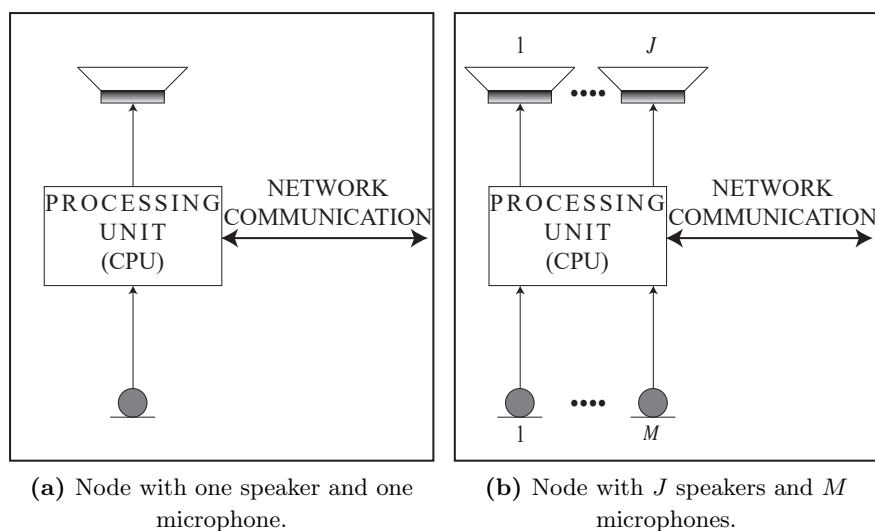 PROCESSING
UNIT
(CPU)
NETWORK
COMMUNICATION
(a) Node with one speaker and one
microphone.
1 J
PROCESSING
UNIT
(CPU)
NETWORK
COMMUNICATION
1 M
(b) Node with J speakers and M
microphones.